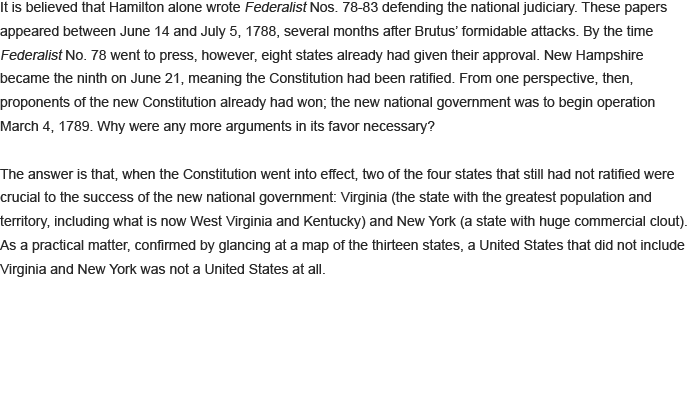 It is believed that Hamilton alone wrote Federalist Nos. 78-83 defending the national judiciary. These papers
appeared between June 14 and July 5, 1788, several months after Brutus’ formidable attacks. By the time
Federalist No. 78 went to press, however, eight states already had given their approval. New Hampshire
became the ninth on June 21, meaning the Constitution had been ratified. From one perspective, then,
proponents of the new Constitution already had won; the new national government was to begin operation
March 4, 1789. Why were any more arguments in its favor necessary?
The answer is that, when the Constitution went into effect, two of the four states that still had not ratified were
crucial to the success of the new national government: Virginia (the state with the greatest population and
territory, including what is now West Virginia and Kentucky) and New York (a state with huge commercial clout).
As a practical matter, confirmed by glancing at a map of the thirteen states, a United States that did not include
Virginia and New York was not a United States at all.